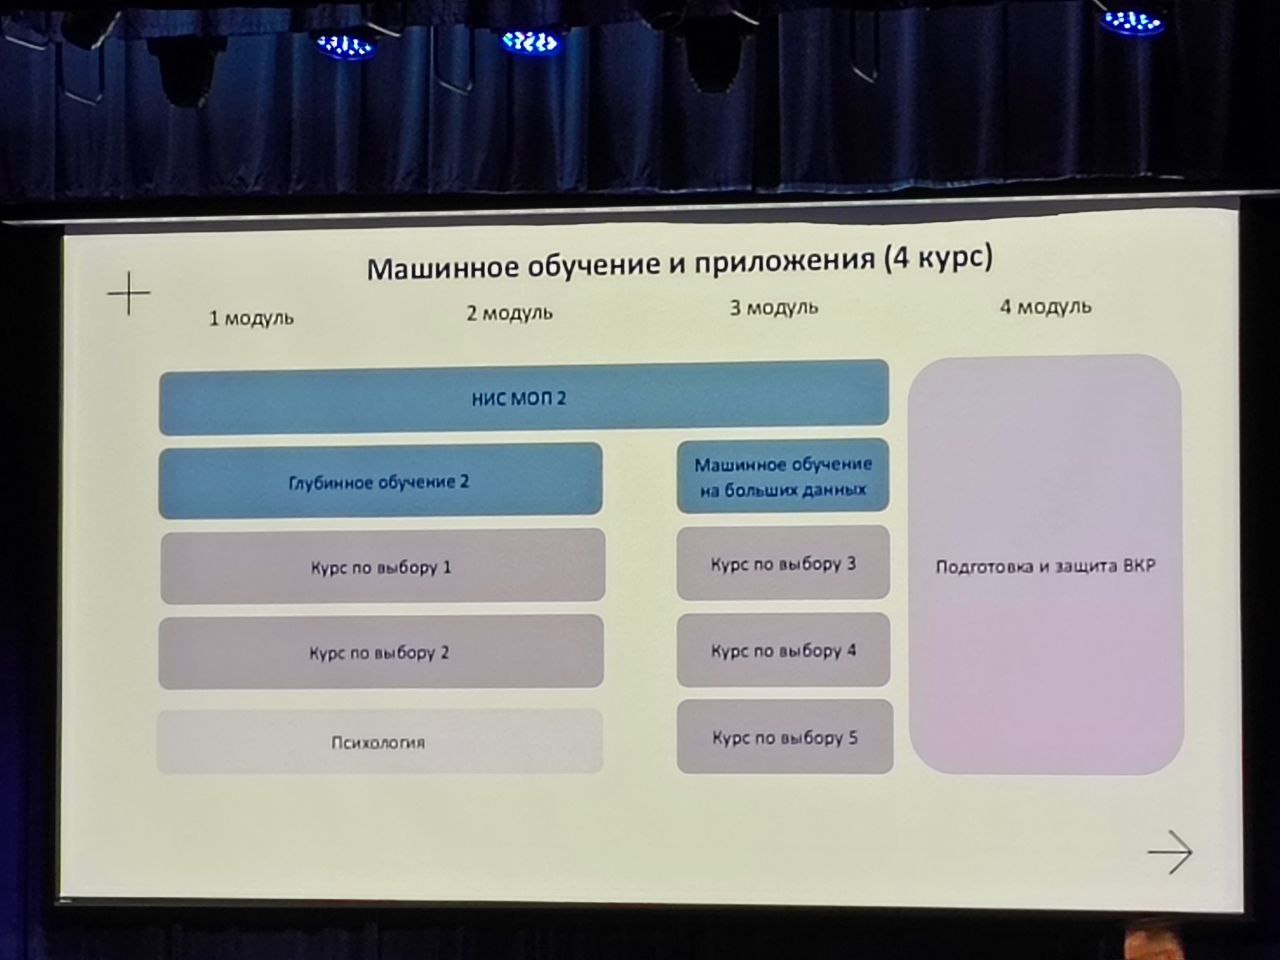 Машинное обучение и приложения (4 курс)
1 модуль
2 модуль
3 модуль
4 модуль
НИС МОП 2
Глубинное обучение 2
Машинное обучение
на больших данных
Курс по выбору 1
Курс по выбору 3
Подготовка и защита ВКР
Курс по выбору 2
Курс по выбору 4
Психология
Курс по выбору 5